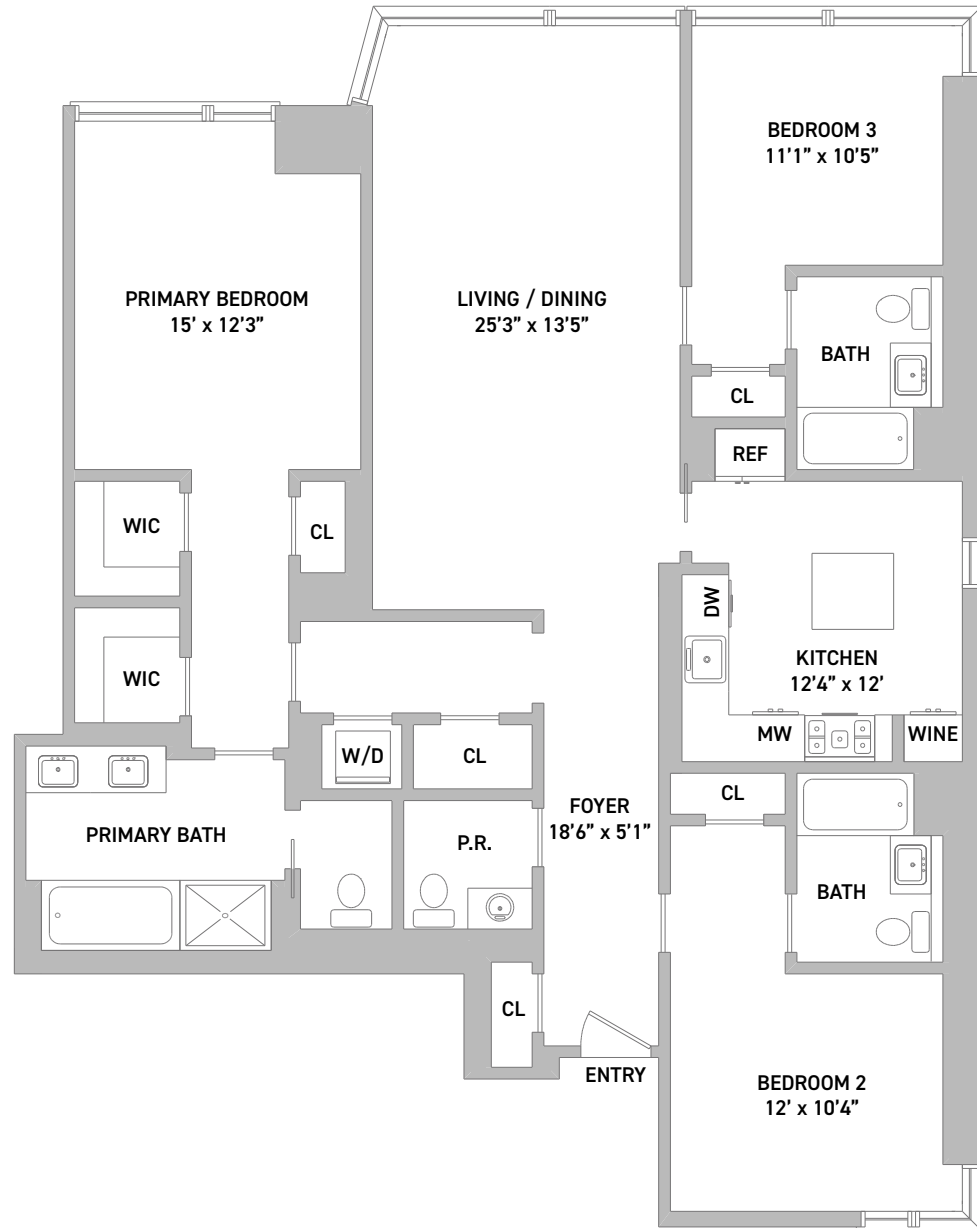 BEDROOM 3
11'1” x 10'5”
PRIMARY BEDROOM
15' x 12'3”
LIVING / DINING
25'3” x 13'5”
BATH
CL
REF
WIC
CL
DW
WIC
KITCHEN
12'4” x 12'
MW
WINE
W/D
CL
CL
FOYER
18'6” x 5'1”
PRIMARY BATH
P.R.
BATH
CL
ENTRY
BEDROOM 2
12' x 10'4”